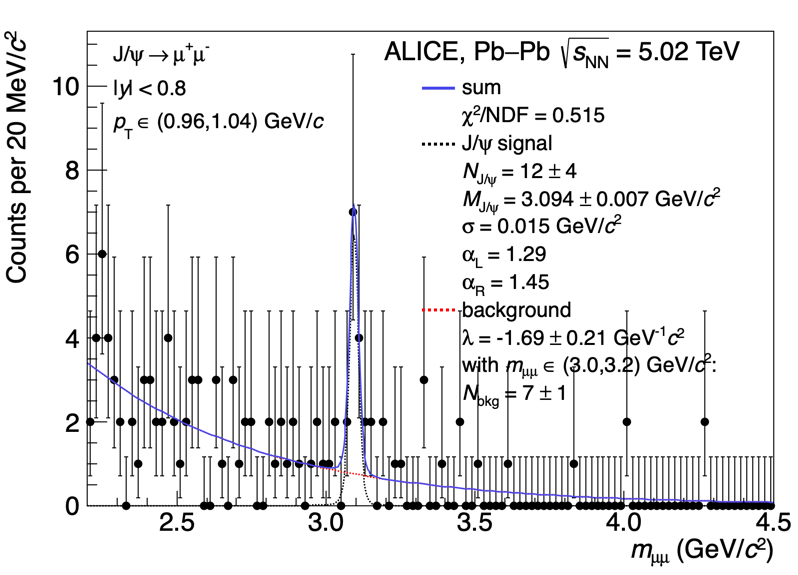 Counts per 20 MeV/c²
10
8
6
4
2
0
J/ψ → μ⁺μ⁻
|y| < 0.8
p_T ∈ (0.96,1.04) GeV/c
ALICE, Pb–Pb √s_NN = 5.02 TeV
sum
χ²/NDF = 0.515
J/ψ signal
N_J/ψ = 12 ± 4
M_J/ψ = 3.094 ± 0.007 GeV/c²
σ = 0.015 GeV/c²
α_L = 1.29
α_R = 1.45
background
λ = -1.69 ± 0.21 GeV⁻¹c²
with m_μμ ∈ (3.0,3.2) GeV/c²:
N_bkg = 7 ± 1
2.5 3.0 3.5 4.0 4.5
m_μμ (GeV/c²)